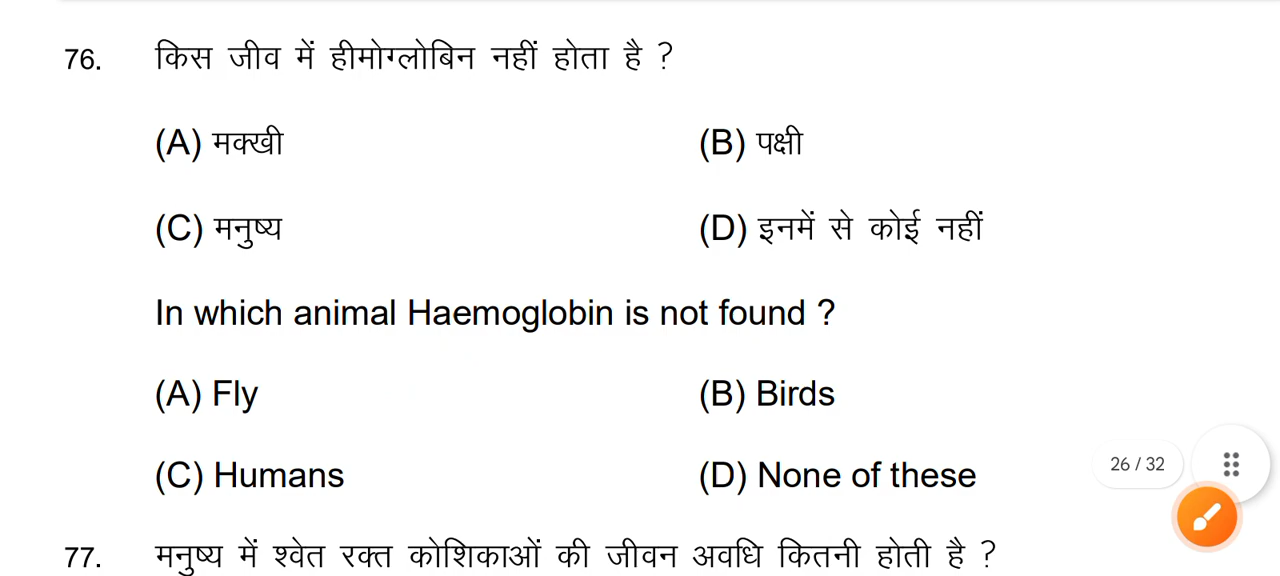 76. किस जीव में हीमोग्लोबिन नहीं होता है ?
(A) मक्खी (B) पक्षी
(C) मनुष्य (D) इनमें से कोई नहीं
In which animal Haemoglobin is not found ?
(A) Fly (B) Birds
(C) Humans (D) None of these
26 / 32
77. मनुष्य में श्वेत रक्त कोशिकाओं की जीवन अवधि कितनी होती है ?